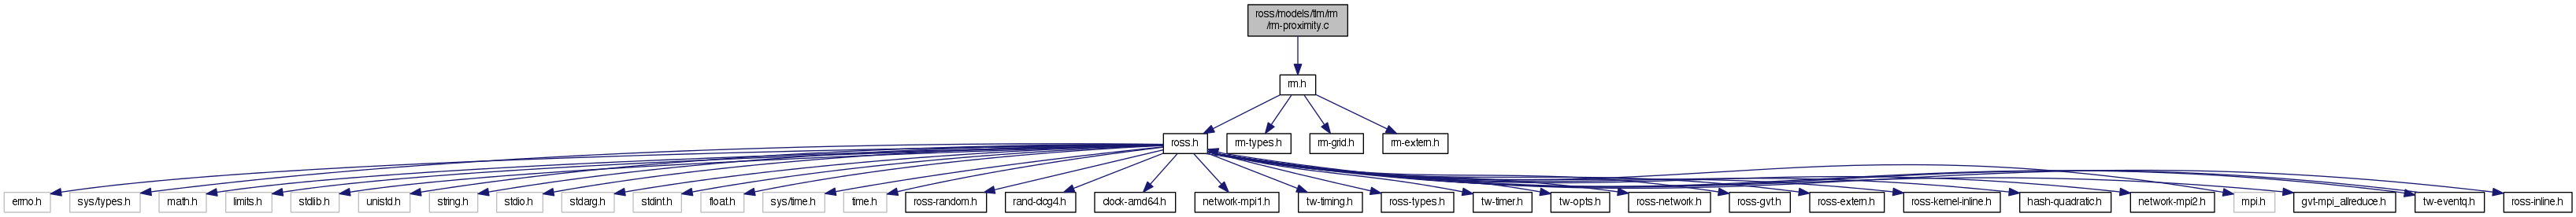 ross/models/tlm/rm
/rm-proximity.c
rm.h
ross.h
rm-types.h
rm-grid.h
rm-extern.h
errno.h
sys/types.h
math.h
limits.h
stdlib.h
unistd.h
string.h
stdio.h
stdarg.h
stdint.h
float.h
sys/time.h
time.h
ross-random.h
rand-clcg4.h
clock-amd64.h
network-mpi1.h
tw-timing.h
ross-types.h
tw-timer.h
tw-opts.h
ross-network.h
ross-gvt.h
ross-extern.h
ross-kernel-inline.h
hash-quadratic.h
network-mpi2.h
mpi.h
gvt-mpi_allreduce.h
tw-eventq.h
ross-inline.h